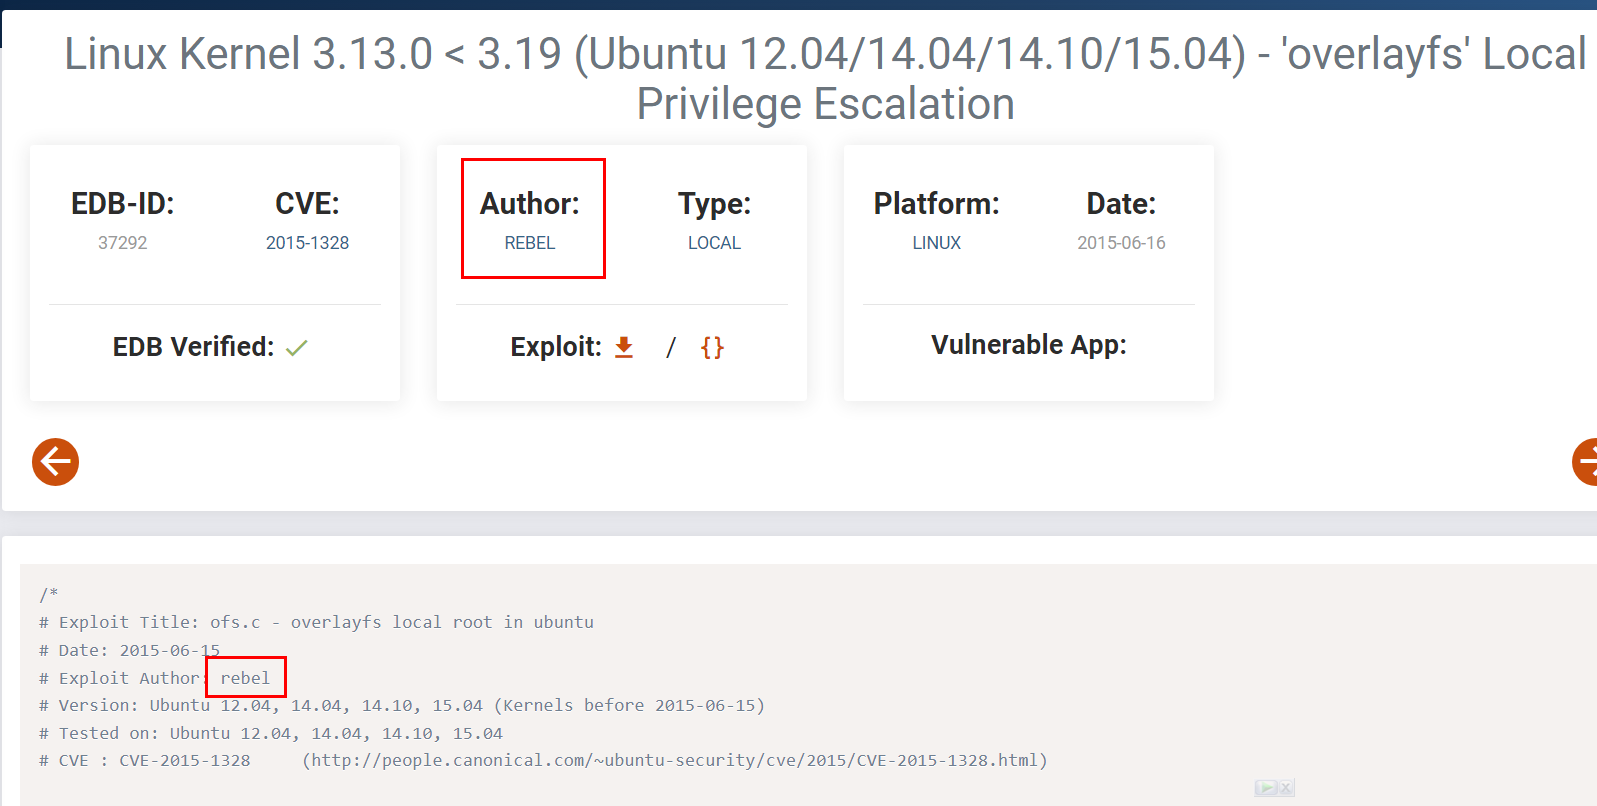 Linux Kernel 3.13.0 < 3.19 (Ubuntu 12.04/14.04/14.10/15.04) - 'overlayfs' Local
Privilege Escalation
EDB-ID:
37292
CVE:
2015-1328
EDB Verified:
Author:
REBEL
Type:
LOCAL
Exploit: / {}
Platform:
LINUX
Date:
2015-06-16
Vulnerable App:
/*
# Exploit Title: ofs.c - overlayfs local root in ubuntu
# Date: 2015-06-15
# Exploit Author: rebel
# Version: Ubuntu 12.04, 14.04, 14.10, 15.04 (Kernels before 2015-06-15)
# Tested on: Ubuntu 12.04, 14.04, 14.10, 15.04
# CVE : CVE-2015-1328     (http://people.canonical.com/~ubuntu-security/cve/2015/CVE-2015-1328.html)